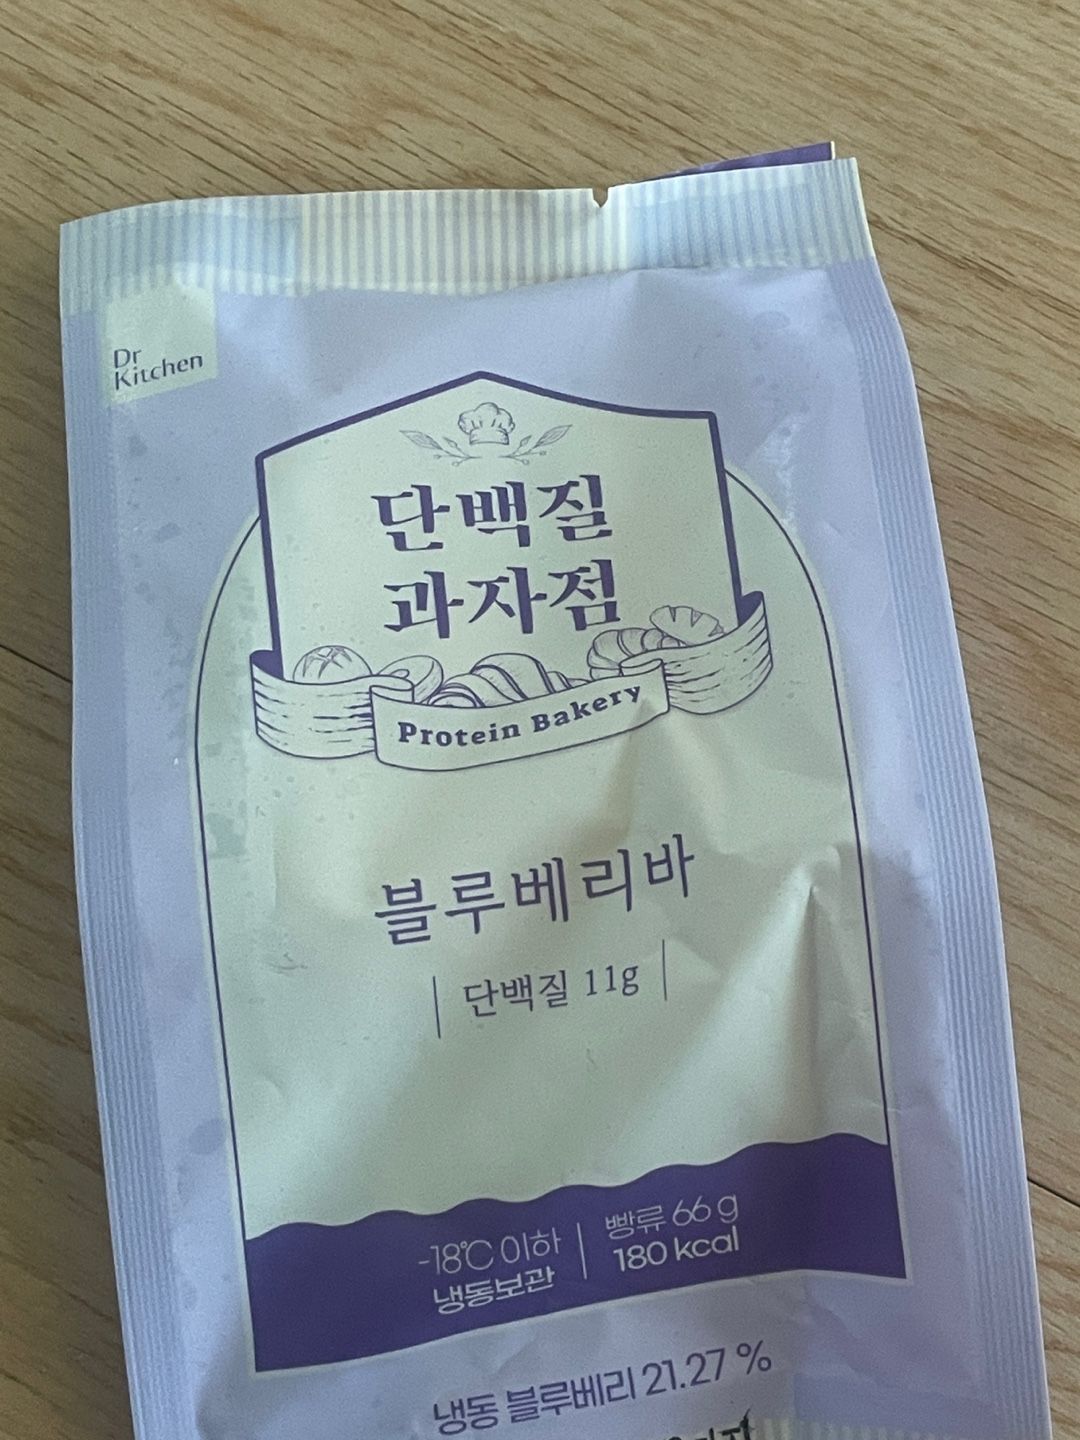 Dr
Kitchen
단백질
과자점
Protein Bakery
블루베리바
단백질 11g
-18℃ 이하
냉동보관
빵류 66 g
180 kcal
냉동 블루베리 21.27 %